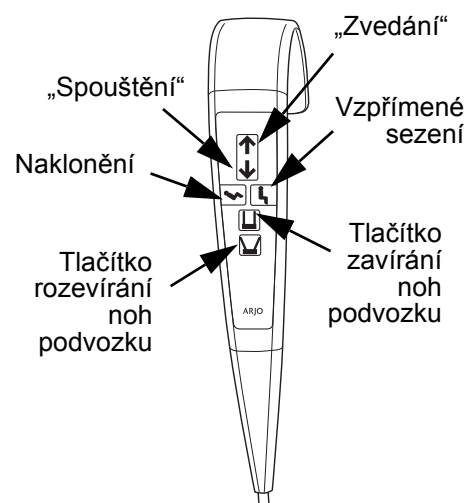 „Zvedání“
„Spouštění“
Vzpřímené
sezení
Naklonění
Tlačítko
rozevírání
noh
podvozku
Tlačítko
zavírání
noh
podvozku
ARJO